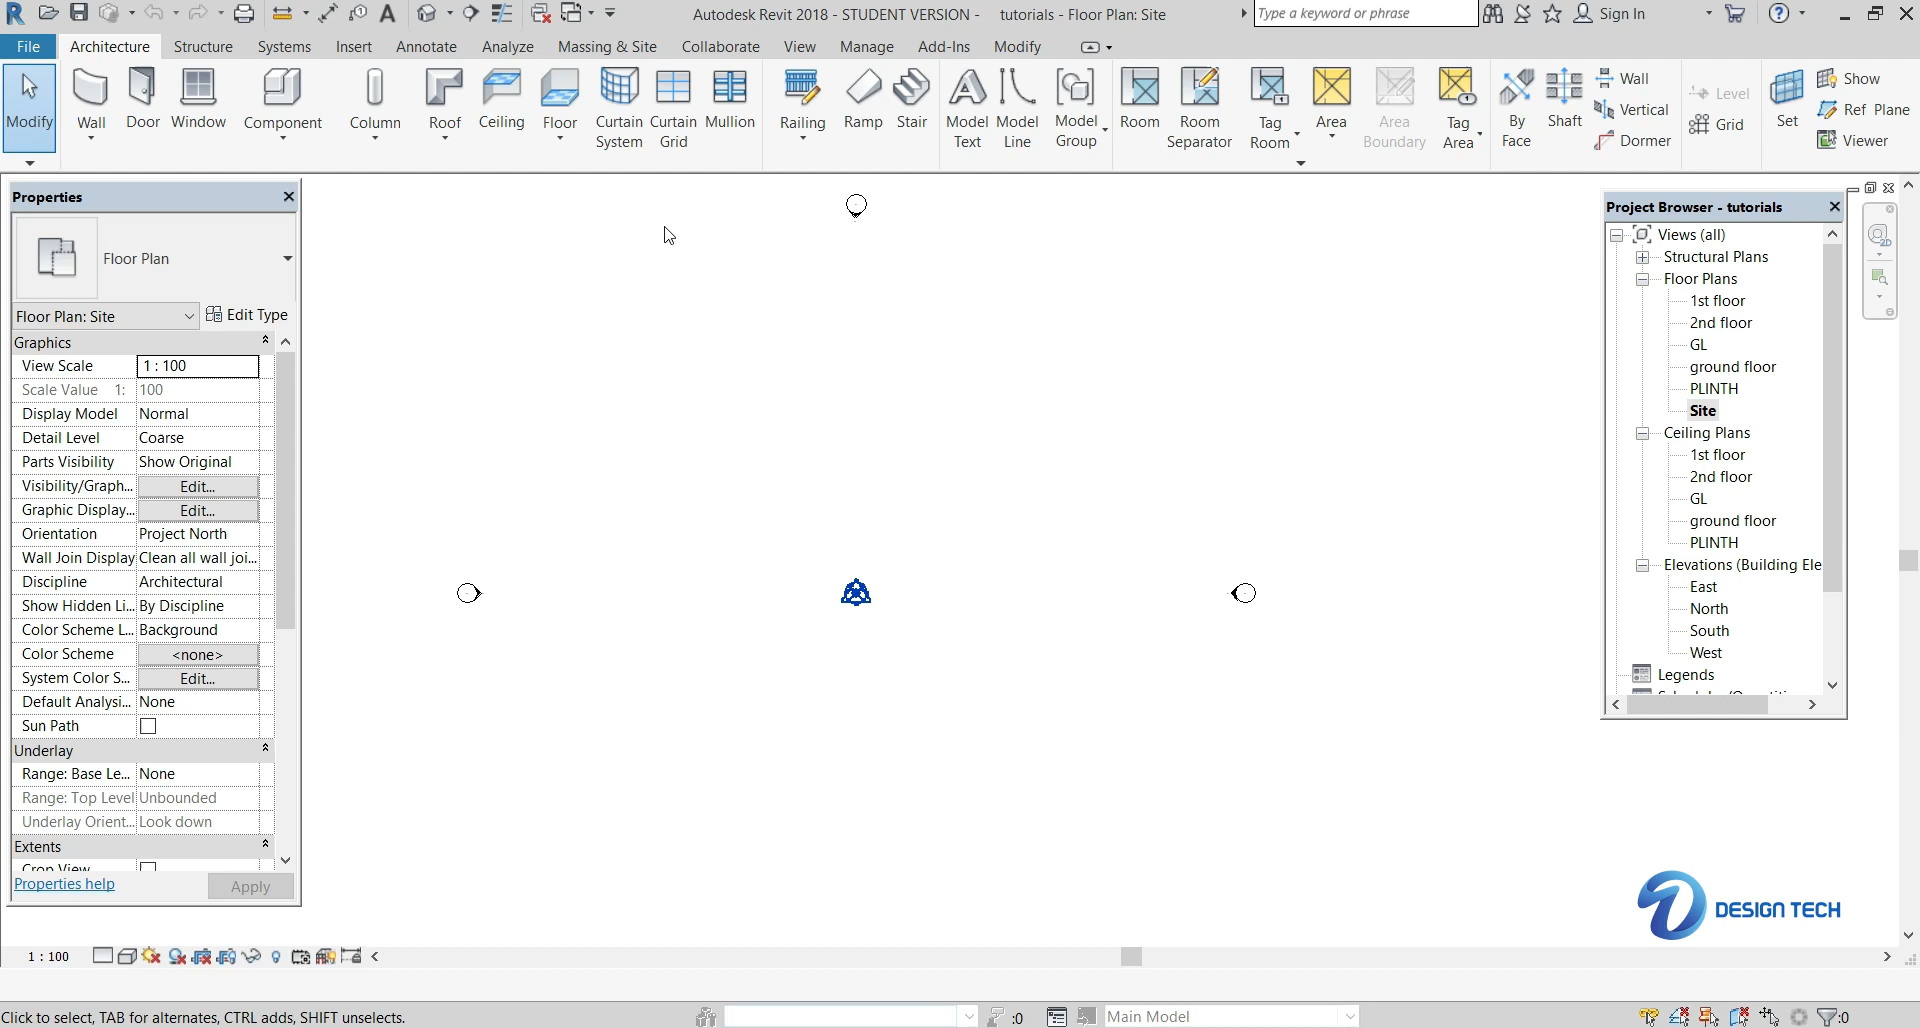 Autodesk Revit 2018 - STUDENT VERSION - tutorials - Floor Plan: Site
Type a keyword or phrase
Sign In
File Architecture Structure Systems Insert Annotate Analyze Massing & Site Collaborate View Manage Add-Ins Modify
Modify
Wall
Door
Window
Component
Column
Roof
Ceiling
Floor
Curtain System
Curtain Grid
Mullion
Railing
Ramp
Stair
Model Text
Model Line
Model Group
Room
Room Separator
Tag Room
Area
Area Boundary
Tag Area
By Face
Shaft
Wall
Vertical
Dormer
Level
Grid
Set
Show
Ref Plane
Viewer
Properties
Floor Plan
Floor Plan: Site
Edit Type
Graphics
View Scale 1 : 100
Scale Value 1: 100
Display Model Normal
Detail Level Coarse
Parts Visibility Show Original
Visibility/Graph... Edit...
Graphic Display... Edit...
Orientation Project North
Wall Join Display Clean all wall joi...
Discipline Architectural
Show Hidden Li... By Discipline
Color Scheme L... Background
Color Scheme <none>
System Color S... Edit...
Default Analysi... None
Sun Path
Underlay
Range: Base Le... None
Range: Top Level Unbounded
Underlay Orient... Look down
Extents
Crop View
Properties help
Apply
Project Browser - tutorials
Views (all)
Structural Plans
Floor Plans
1st floor
2nd floor
GL
ground floor
PLINTH
Site
Ceiling Plans
1st floor
2nd floor
GL
ground floor
PLINTH
Elevations (Building Ele
East
North
South
West
Legends
2D
DESIGN TECH
1 : 100
Click to select, TAB for alternates, CTRL adds, SHIFT unselects.
:0
Main Model
:0